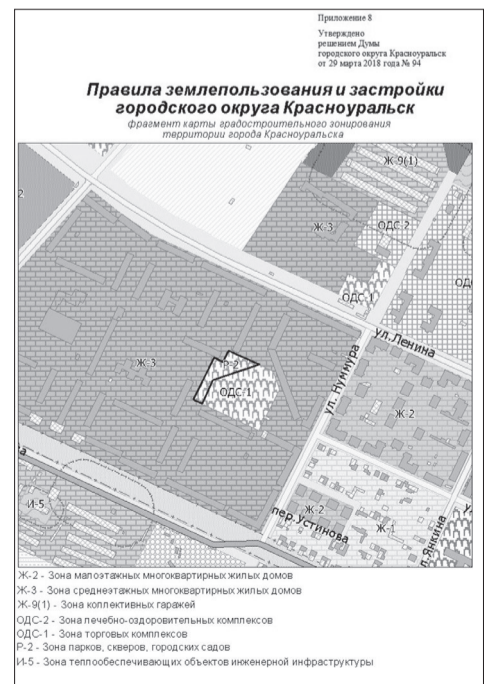 Приложение 8
Утверждено
решением Думы
городского округа Красноуральск
от 29 марта 2018 года № 94
Правила землепользования и застройки
городского округа Красноуральск
фрагмент карты градостроительного зонирования
территории города Красноуральска
Ж-9(1)
Ж-3
ОДС-2
ОД
ОДС-1
ул.Ленина
Ж-3
Р-2
ОДС-1
ул. Нуммура
Ж-2
И-5
Ж-2
пер.Устинова
Ж-1
ул.Янкина
Ж-2 - Зона малоэтажных многоквартирных жилых домов
Ж-3 - Зона среднеэтажных многоквартирных жилых домов
Ж-9(1) - Зона коллективных гаражей
ОДС-2 - Зона лечебно-оздоровительных комплексов
ОДС-1 - Зона торговых комплексов
Р-2 - Зона парков, скверов, городских садов
И-5 - Зона теплообеспечивающих объектов инженерной инфраструктуры